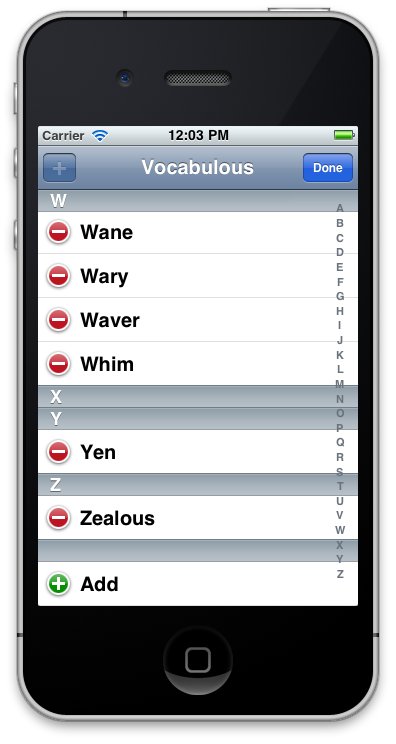 Carrier 12:03 PM
Vocabulous Done
W
Wane
Wary
Waver
Whim
X
Y
Yen
Z
Zealous
Add
A
B
C
D
E
F
G
H
I
J
K
L
M
N
O
P
Q
R
S
T
U
V
W
X
Y
Z